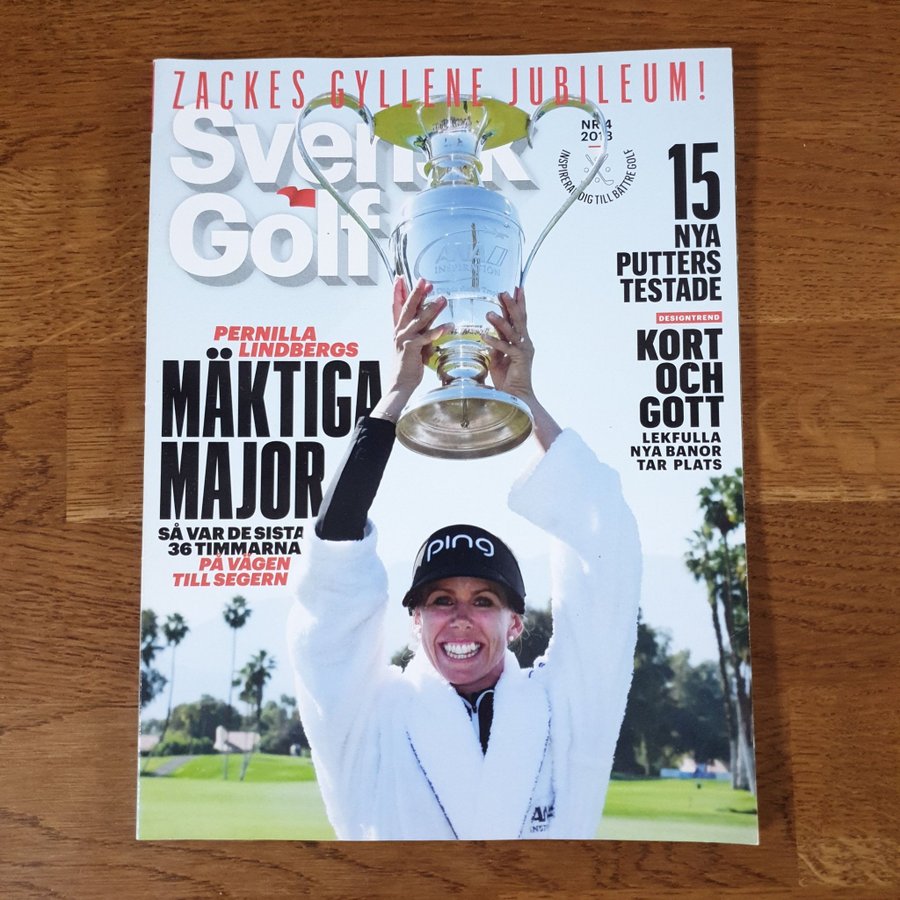 ZACKES GYLLENE JUBILEUM!
Svensk
Golf
NR 4
2018
INSPIRERAR DIG TILL BÄTTRE GOLF
15
NYA
PUTTERS
TESTADE
DESIGNTREND
KORT
OCH
GOTT
LEKFULLA
NYA BANOR
TAR PLATS
PERNILLA
LINDBERGS
MÄKTIGA
MAJOR
SÅ VAR DE SISTA
36 TIMMARNA
PÅ VÄGEN
TILL SEGERN
ANA
INSPIRATION
PING